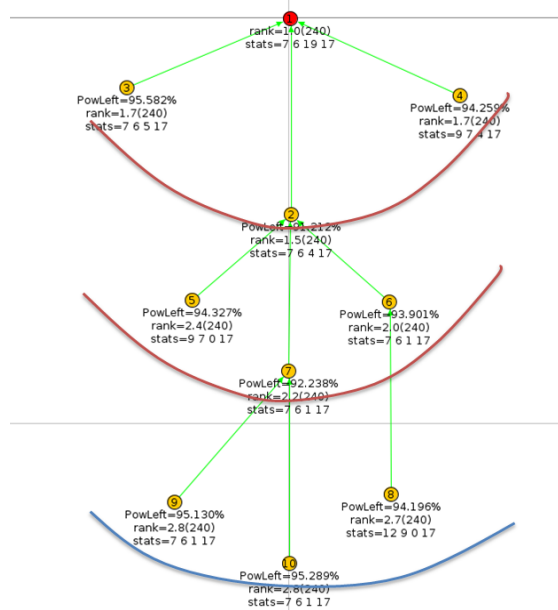 1
rank=1.0(240)
stats=7 6 19 17
3
PowLeft=95.582%
rank=1.7(240)
stats=7 6 5 17
4
PowLeft=94.259%
rank=1.7(240)
stats=9 7 4 17
2
PowLeft=91.212%
rank=1.5(240)
stats=7 6 4 17
5
PowLeft=94.327%
rank=2.4(240)
stats=9 7 0 17
6
PowLeft=93.901%
rank=2.0(240)
stats=7 6 1 17
7
PowLeft=92.238%
rank=2.2(240)
stats=7 6 1 17
9
PowLeft=95.130%
rank=2.8(240)
stats=7 6 1 17
8
PowLeft=94.196%
rank=2.7(240)
stats=12 9 0 17
10
PowLeft=95.289%
rank=2.8(240)
stats=7 6 1 17